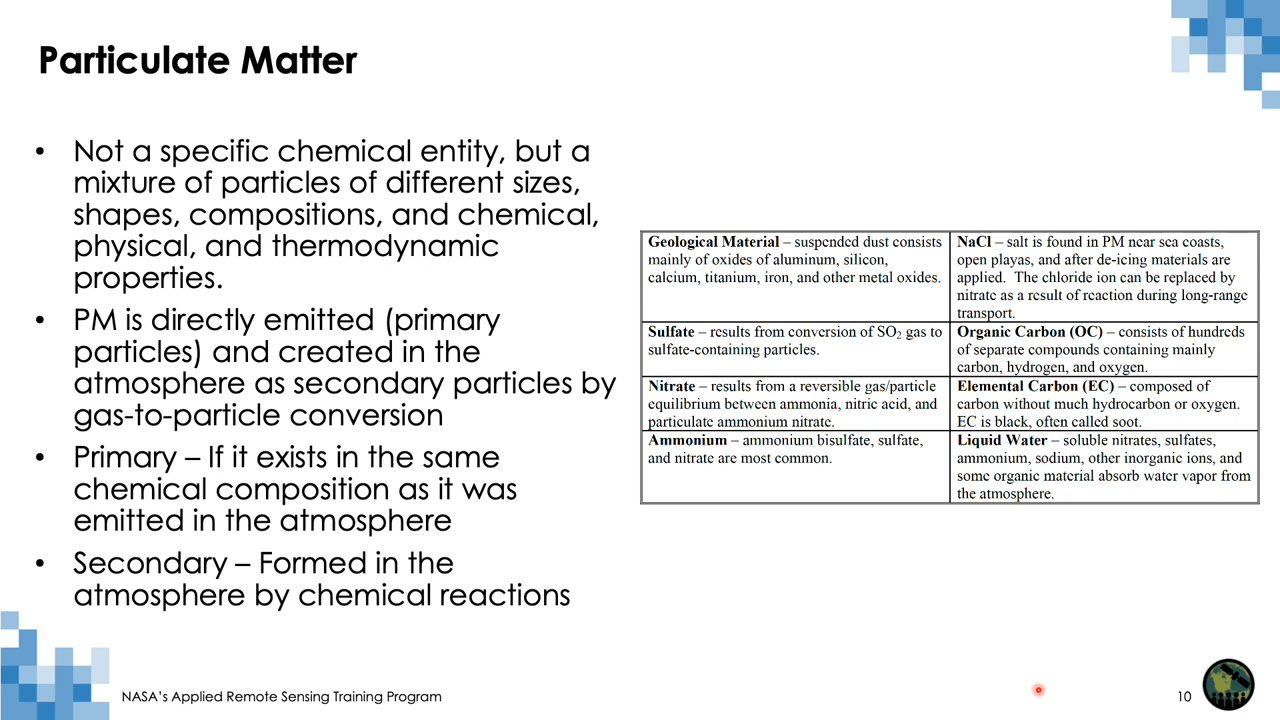 Particulate Matter
• Not a specific chemical entity, but a
mixture of particles of different sizes,
shapes, compositions, and chemical,
physical, and thermodynamic
properties.
• PM is directly emitted (primary
particles) and created in the
atmosphere as secondary particles by
gas-to-particle conversion
• Primary – If it exists in the same
chemical composition as it was
emitted in the atmosphere
• Secondary – Formed in the
atmosphere by chemical reactions
Geological Material – suspended dust consists
mainly of oxides of aluminum, silicon,
calcium, titanium, iron, and other metal oxides.
NaCl – salt is found in PM near sea coasts,
open playas, and after de-icing materials are
applied. The chloride ion can be replaced by
nitrate as a result of reaction during long-range
transport.
Sulfate – results from conversion of SO2 gas to
sulfate-containing particles.
Organic Carbon (OC) – consists of hundreds
of separate compounds containing mainly
carbon, hydrogen, and oxygen.
Nitrate – results from a reversible gas/particle
equilibrium between ammonia, nitric acid, and
particulate ammonium nitrate.
Elemental Carbon (EC) – composed of
carbon without much hydrocarbon or oxygen.
EC is black, often called soot.
Ammonium – ammonium bisulfate, sulfate,
and nitrate are most common.
Liquid Water – soluble nitrates, sulfates,
ammonium, sodium, other inorganic ions, and
some organic material absorb water vapor from
the atmosphere.
NASA's Applied Remote Sensing Training Program
10